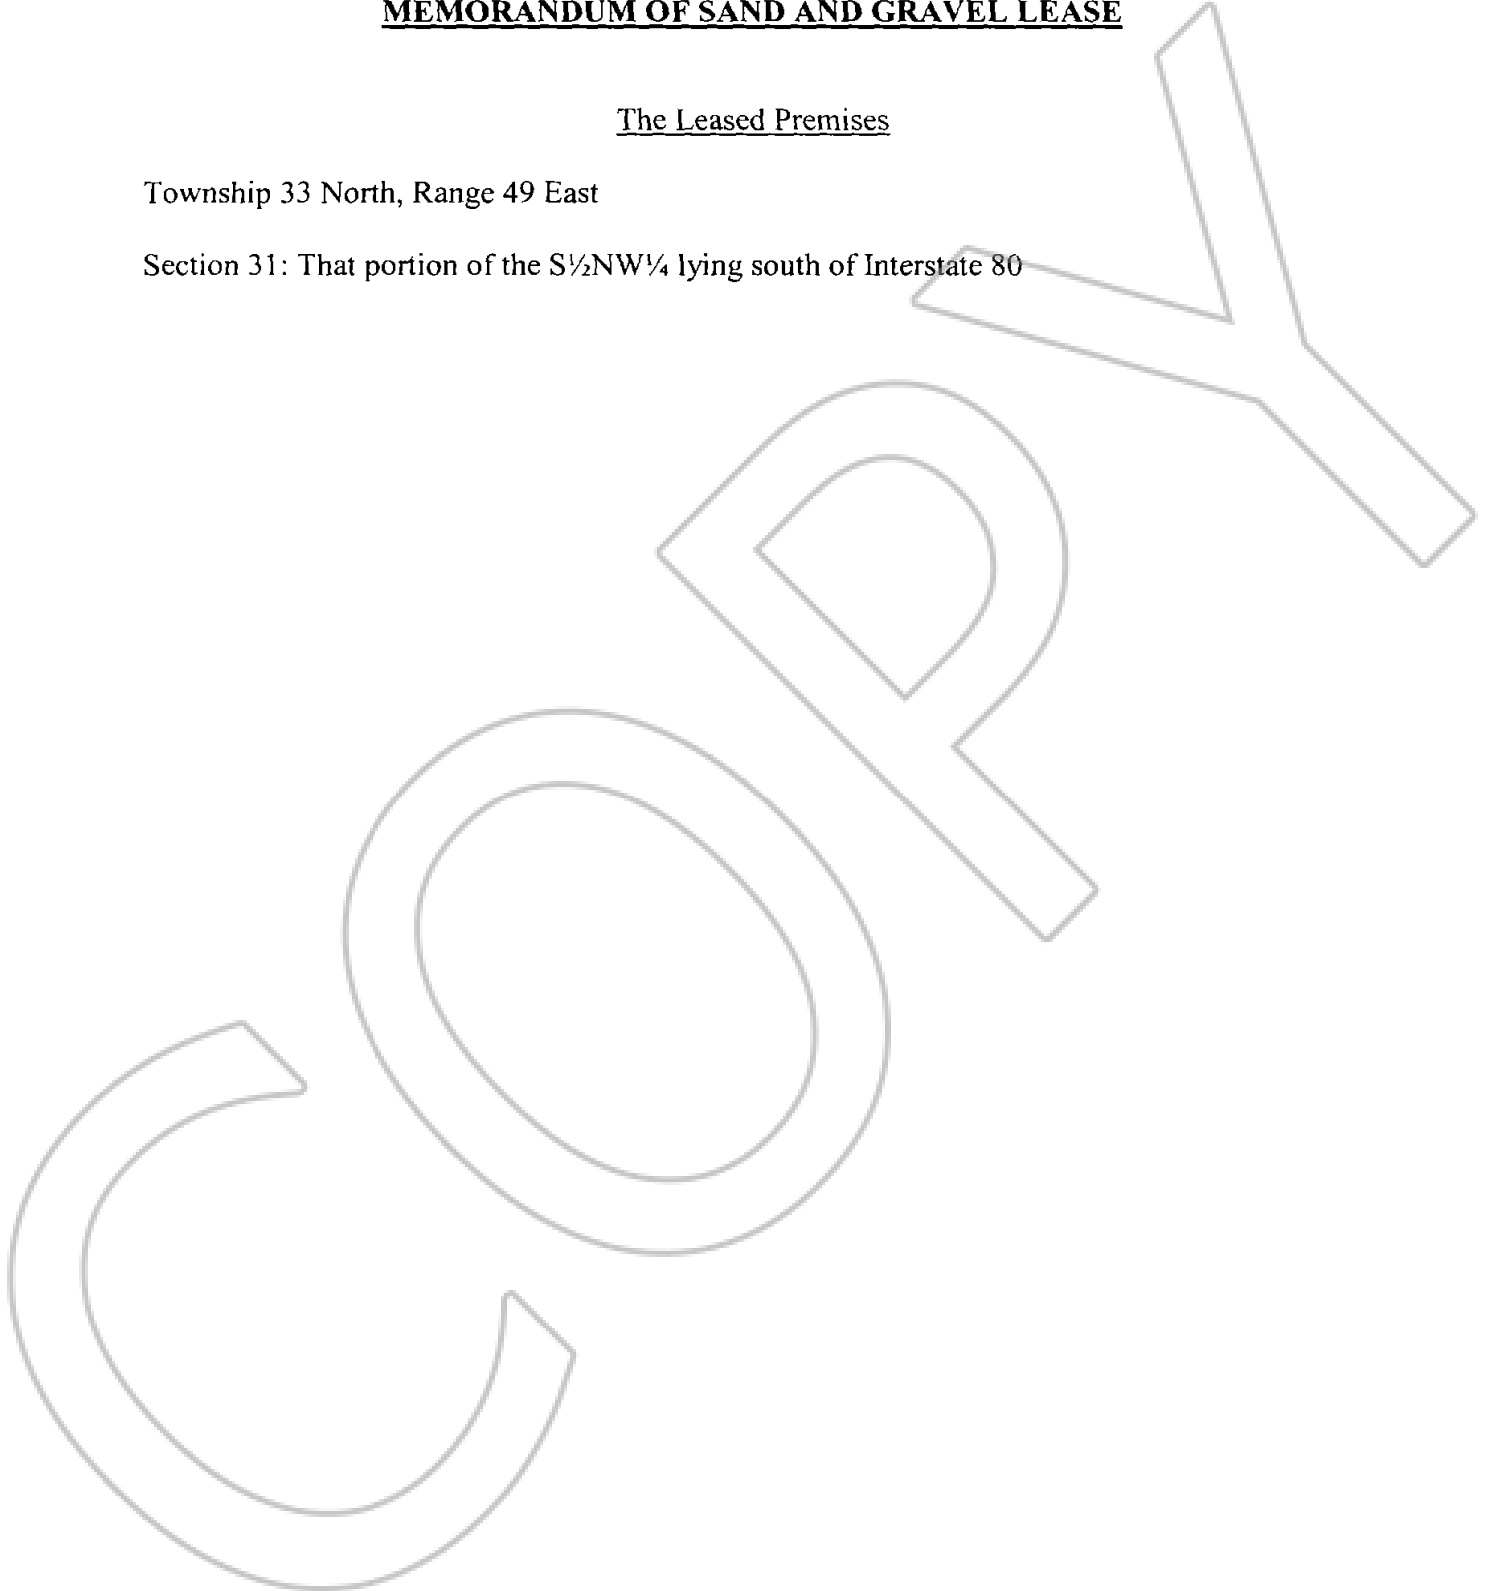 MEMORANDUM OF SAND AND GRAVEL LEASE
The Leased Premises
Township 33 North, Range 49 East
Section 31: That portion of the S½NW¼ lying south of Interstate 80
COPY